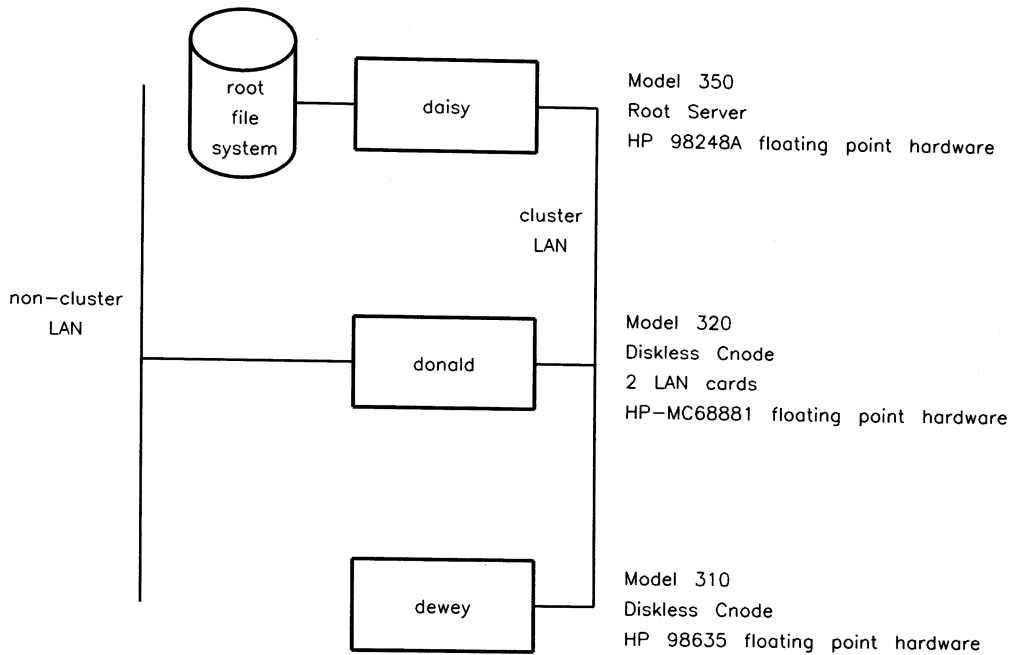 root
file
system
daisy
Model 350
Root Server
HP 98248A floating point hardware
cluster
LAN
non-cluster
LAN
donald
Model 320
Diskless Cnode
2 LAN cards
HP-MC68881 floating point hardware
dewey
Model 310
Diskless Cnode
HP 98635 floating point hardware